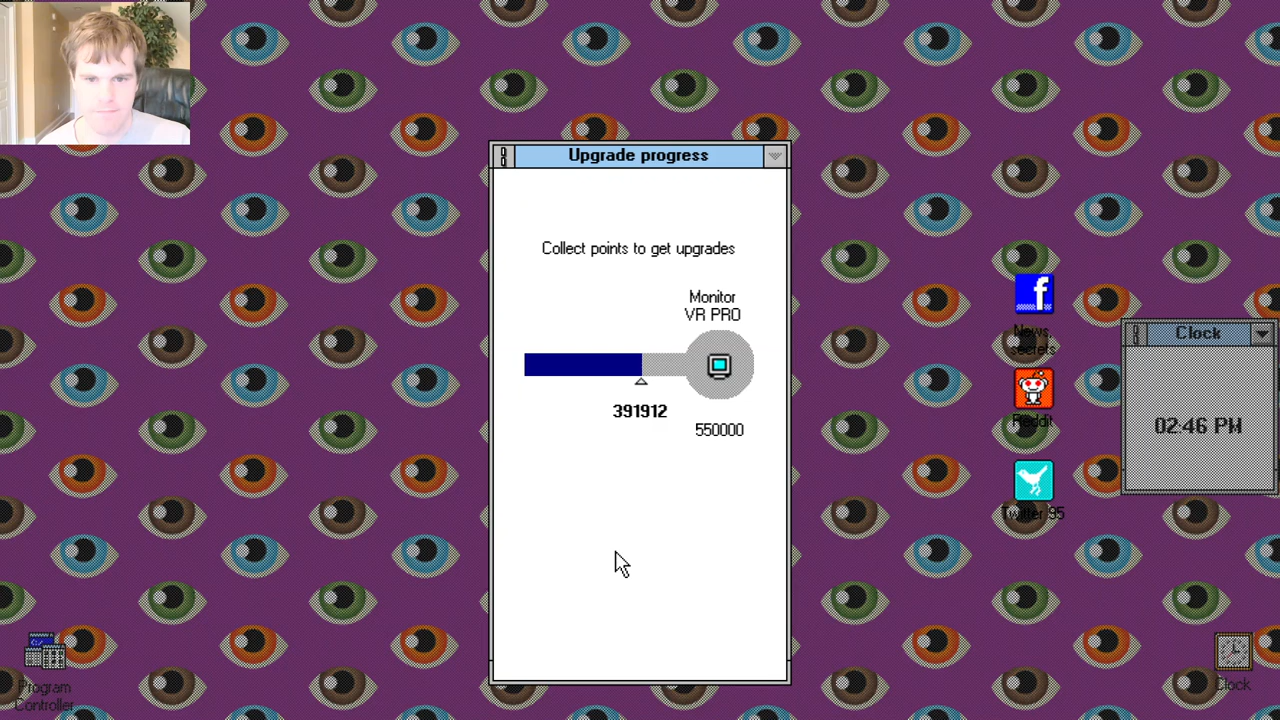 Upgrade progress
Collect points to get upgrades
Monitor
VR PRO
391912
550000
News,
secrets
Reddit
Twitter 95
Clock
02:46 PM
Program
Controller
Clock